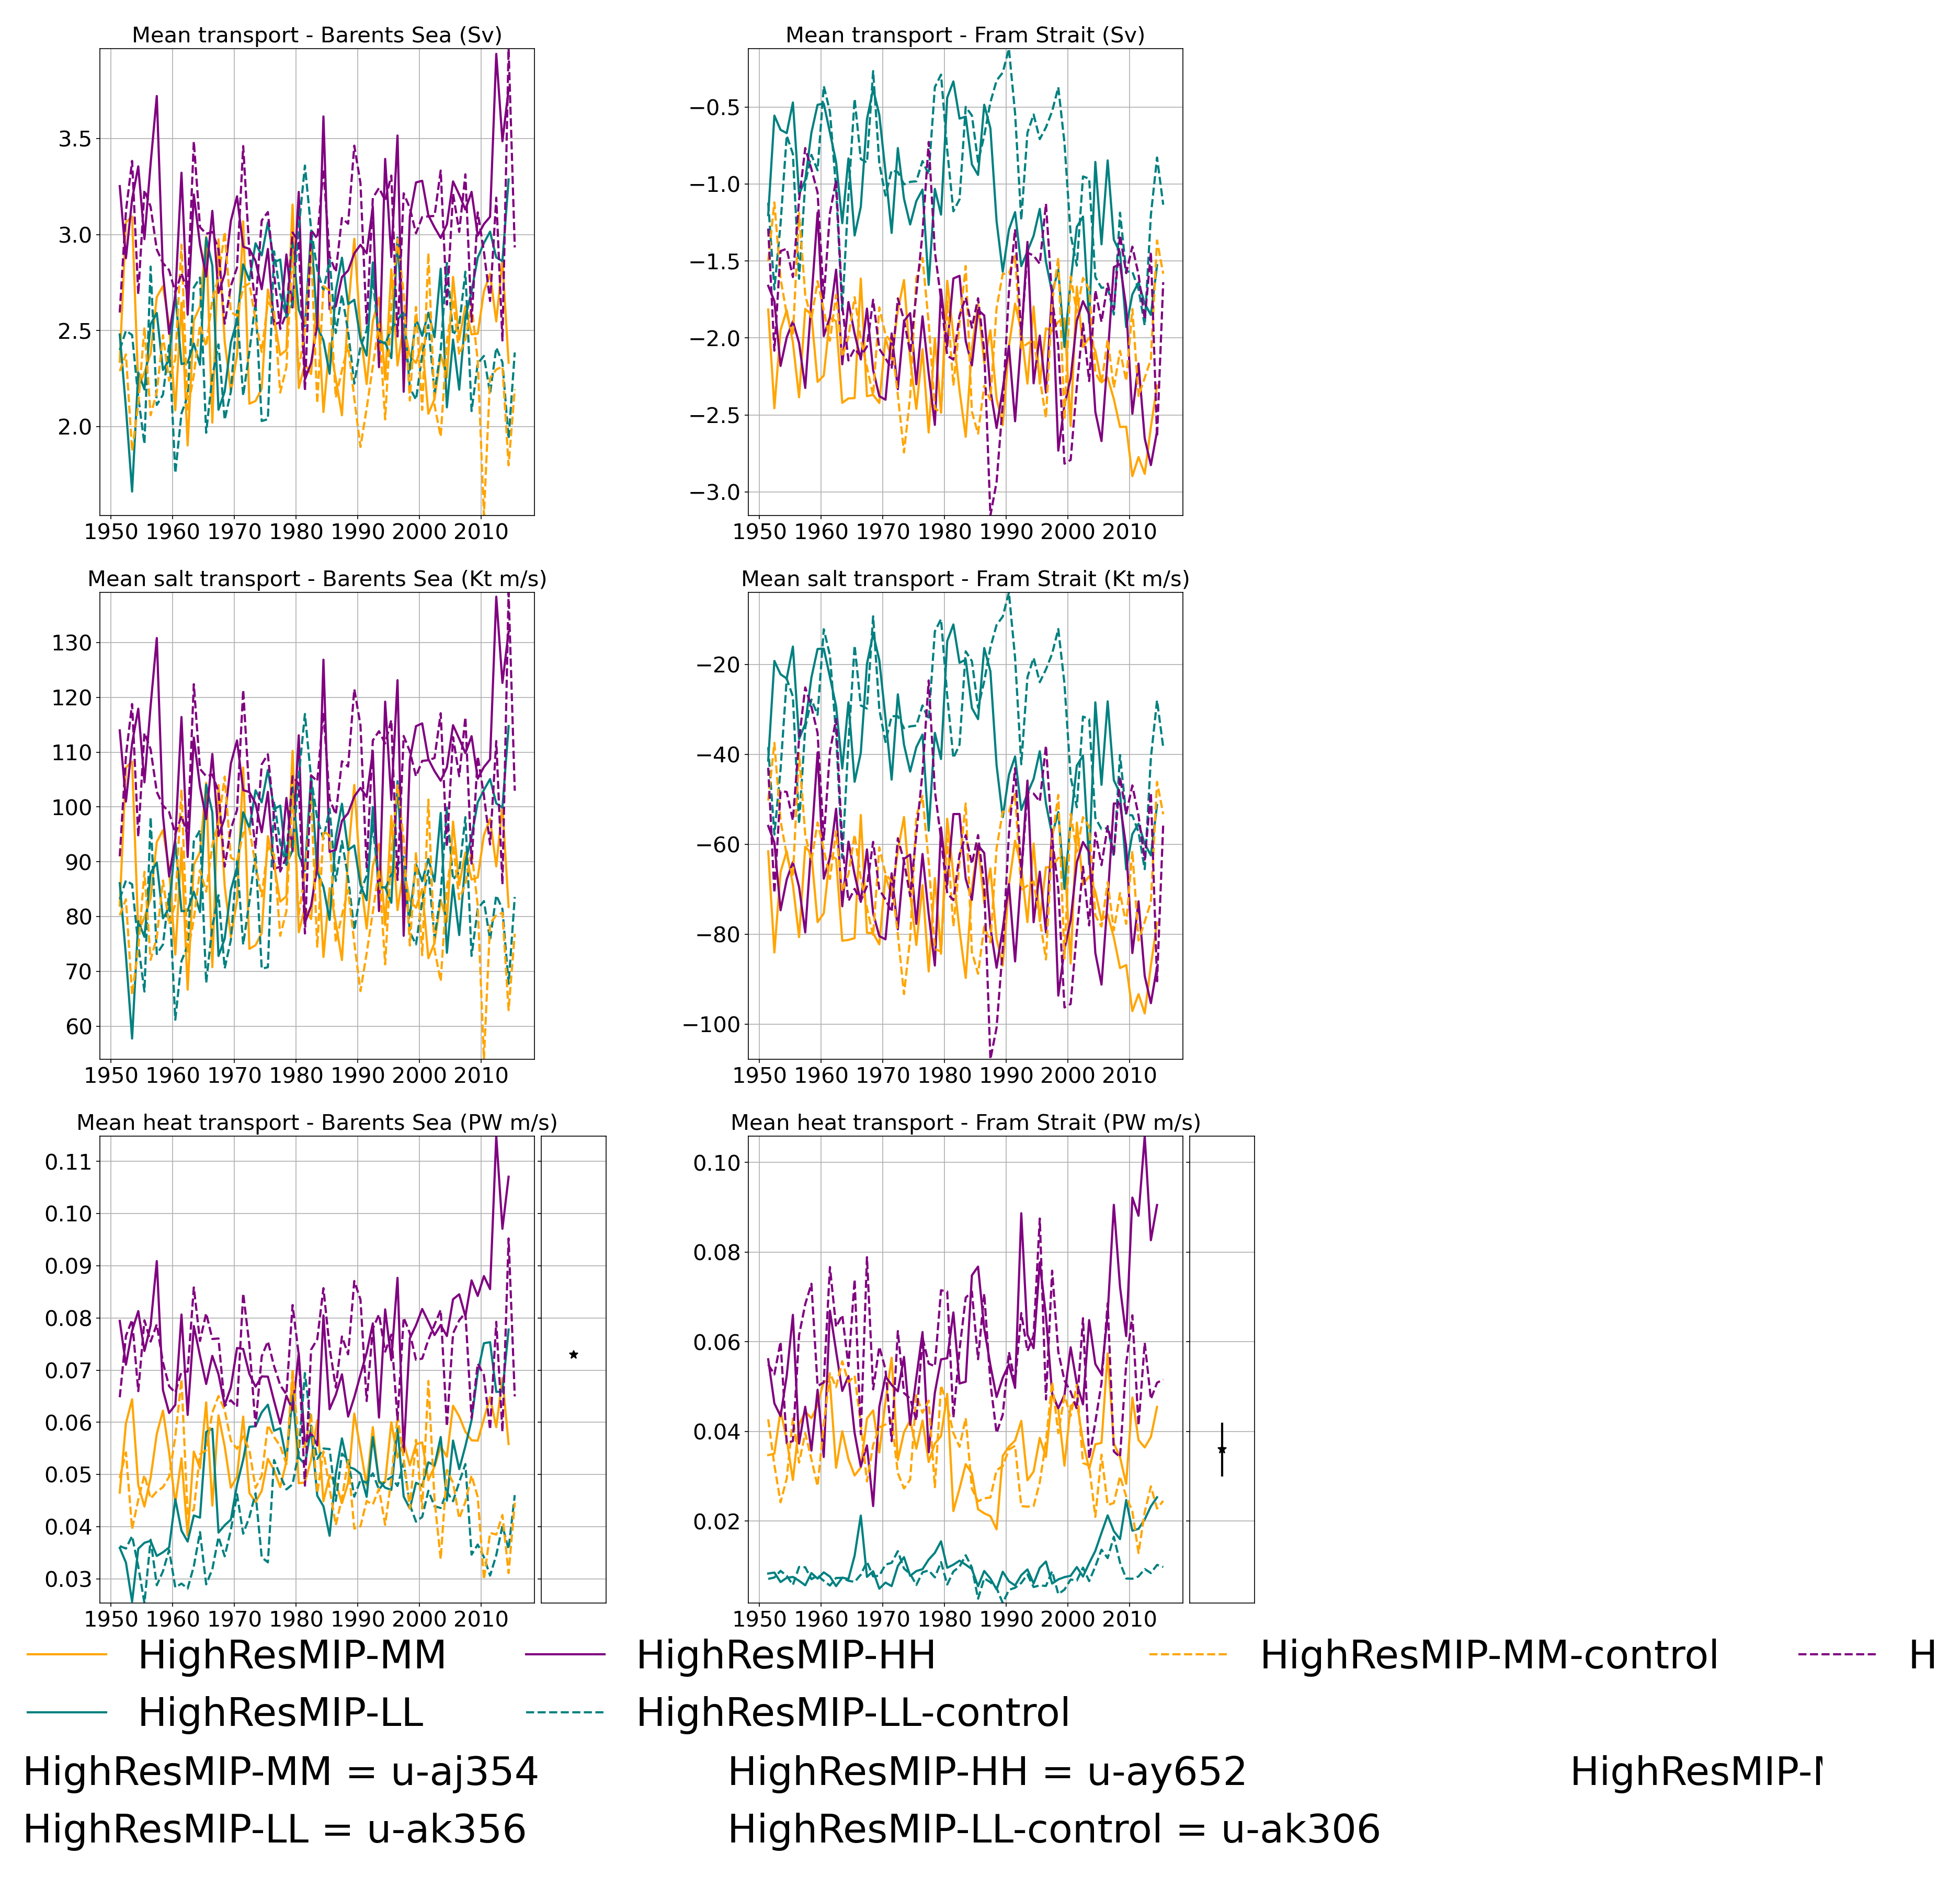 Mean transport - Barents Sea (Sv)
3.5
3.0
2.5
2.0
1950 1960 1970 1980 1990 2000 2010
Mean transport - Fram Strait (Sv)
−0.5
−1.0
−1.5
−2.0
−2.5
−3.0
1950 1960 1970 1980 1990 2000 2010
Mean salt transport - Barents Sea (Kt m/s)
130
120
110
100
90
80
70
60
1950 1960 1970 1980 1990 2000 2010
Mean salt transport - Fram Strait (Kt m/s)
−20
−40
−60
−80
−100
1950 1960 1970 1980 1990 2000 2010
Mean heat transport - Barents Sea (PW m/s)
0.11
0.10
0.09
0.08
0.07
0.06
0.05
0.04
0.03
1950 1960 1970 1980 1990 2000 2010
Mean heat transport - Fram Strait (PW m/s)
0.10
0.08
0.06
0.04
0.02
1950 1960 1970 1980 1990 2000 2010
HighResMIP-MM HighResMIP-HH HighResMIP-MM-control H
HighResMIP-LL HighResMIP-LL-control
HighResMIP-MM = u-aj354 HighResMIP-HH = u-ay652 HighResMIP-
HighResMIP-LL = u-ak356 HighResMIP-LL-control = u-ak306